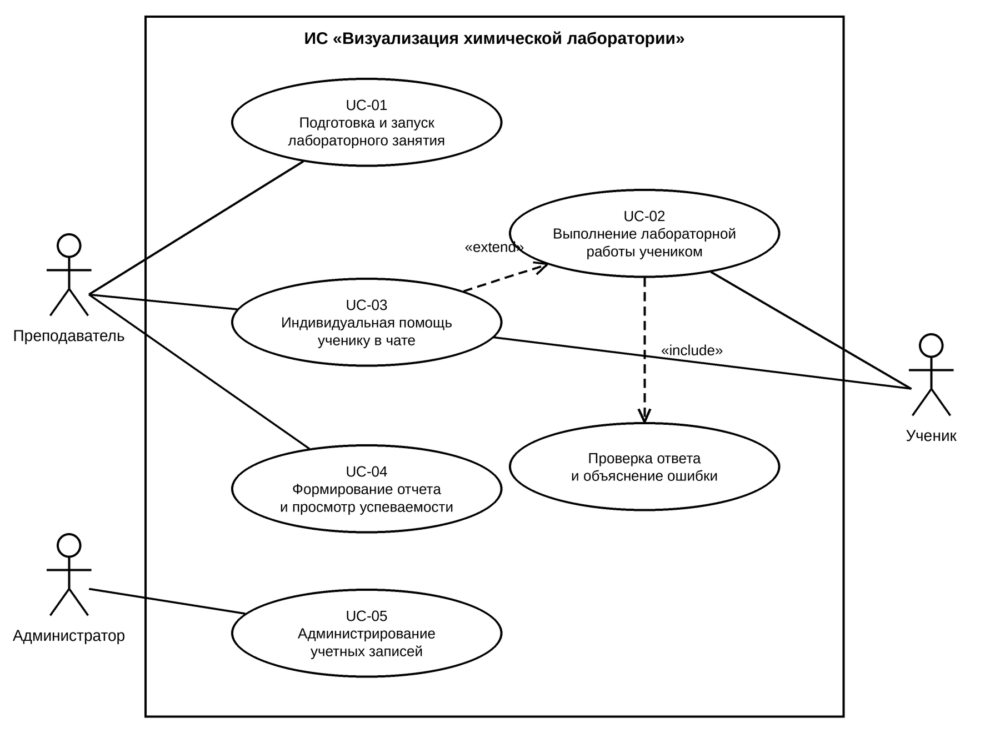 ИС «Визуализация химической лаборатории»
UC-01
Подготовка и запуск
лабораторного занятия
UC-02
Выполнение лабораторной
работы учеником
«extend»
UC-03
Индивидуальная помощь
ученику в чате
Преподаватель
«include»
Ученик
Проверка ответа
и объяснение ошибки
UC-04
Формирование отчета
и просмотр успеваемости
Администратор
UC-05
Администрирование
учетных записей